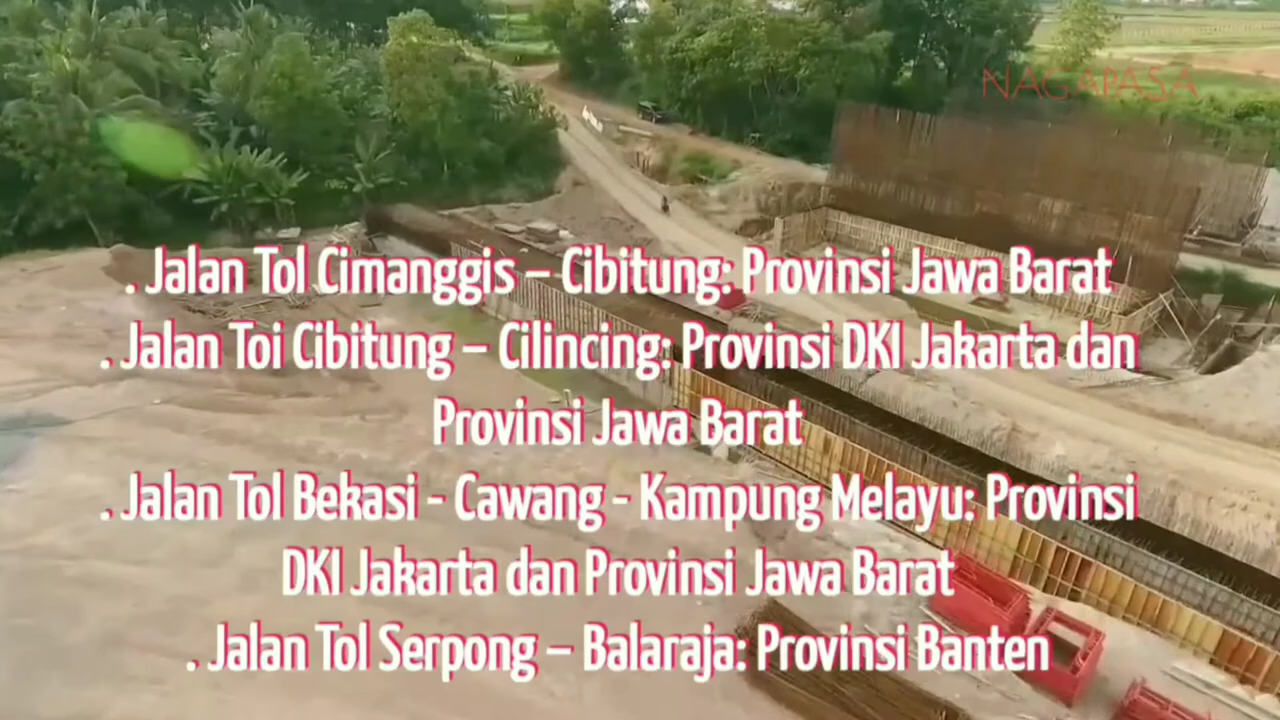 NAGAPASA
. Jalan Tol Cimanggis – Cibitung: Provinsi Jawa Barat
. Jalan Toi Cibitung – Cilincing: Provinsi DKI Jakarta dan
Provinsi Jawa Barat
. Jalan Tol Bekasi - Cawang - Kampung Melayu: Provinsi
DKI Jakarta dan Provinsi Jawa Barat
. Jalan Tol Serpong – Balaraja: Provinsi Banten